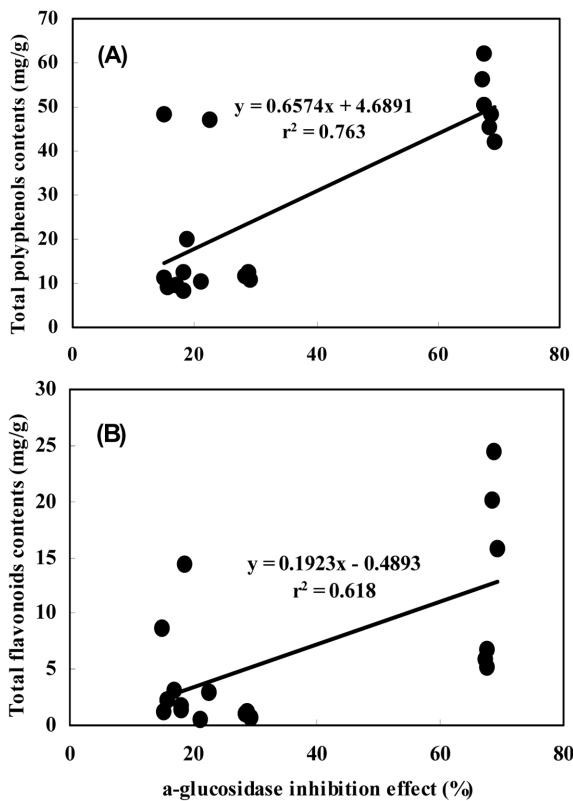 70
(A)
60
50
y = 0.6574x + 4.6891
r² = 0.763
40
30
20
10
0
0 20 40 60 80
Total polyphenols contents (mg/g)
30
(B)
25
20
15
y = 0.1923x - 0.4893
r² = 0.618
10
5
0
0 20 40 60 80
Total flavonoids contents (mg/g)
a-glucosidase inhibition effect (%)